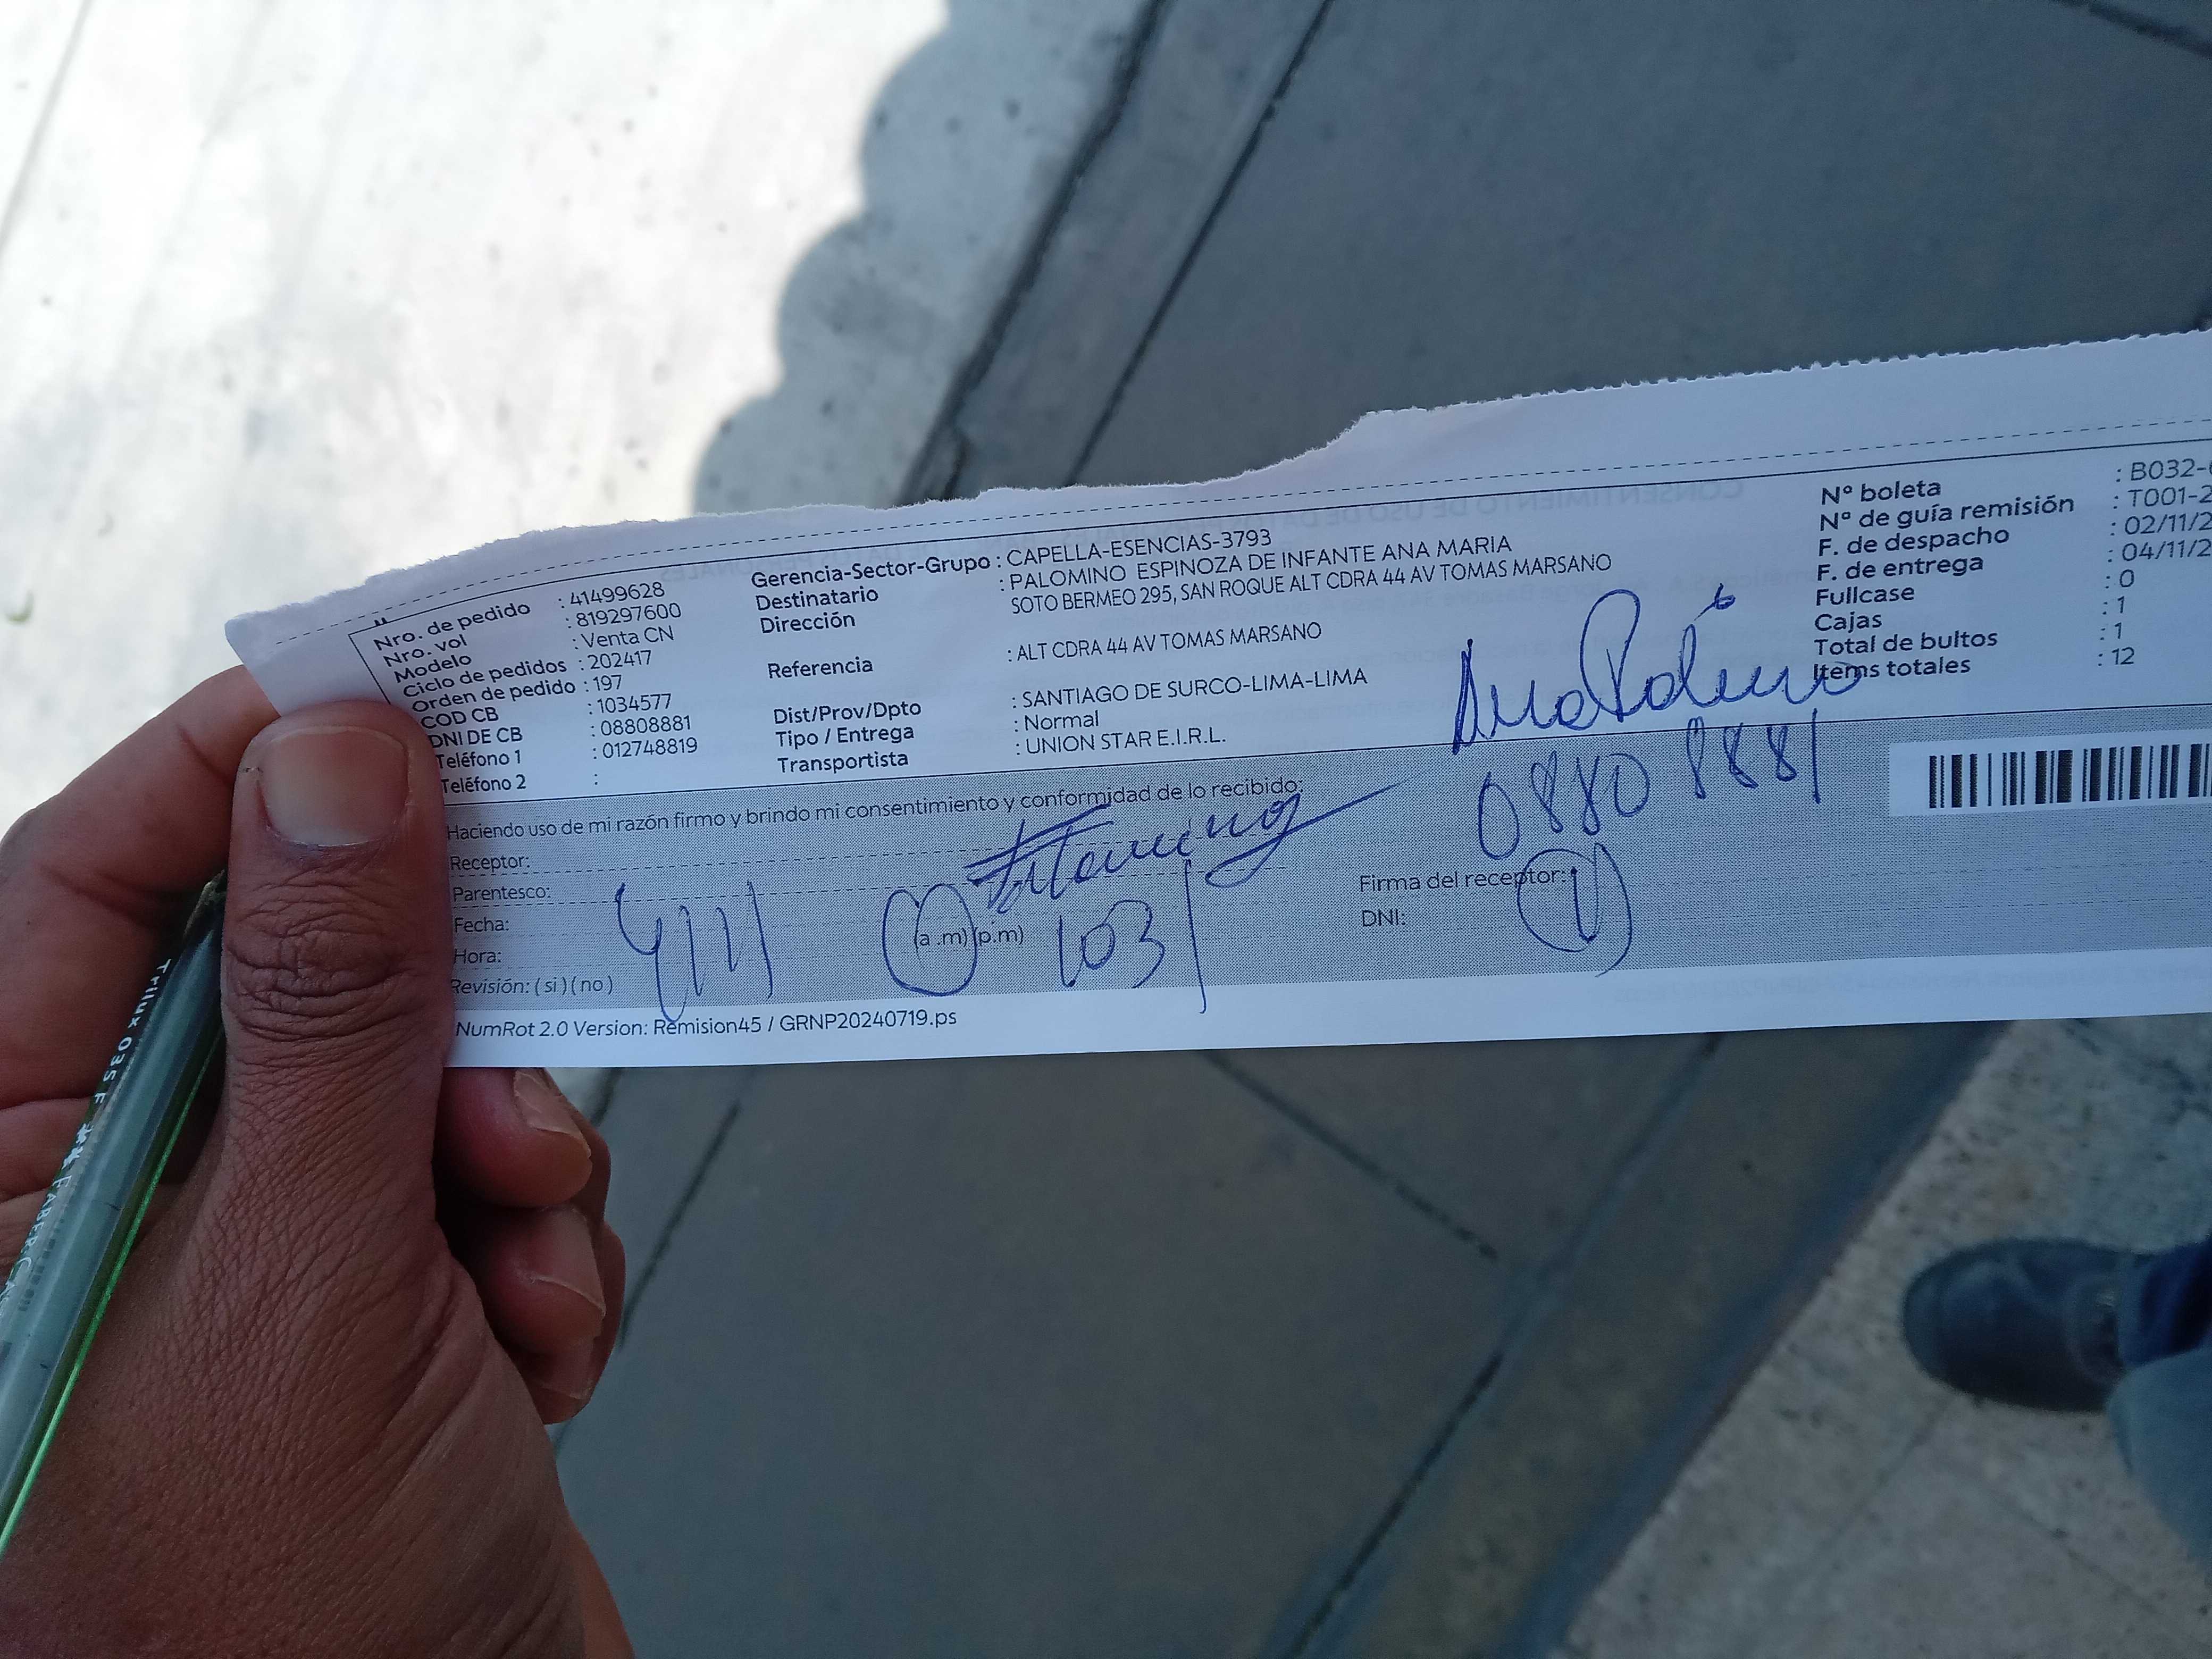 Nro. de pedido : 41499628
Nro. vol : 819297600
Modelo : Venta CN
Ciclo de pedidos : 202417
Orden de pedido : 197
COD CB : 1034577
DNI DE CB : 08808881
Teléfono 1 : 012748819
Teléfono 2 :
Gerencia-Sector-Grupo : CAPELLA-ESENCIAS-3793
Destinatario : PALOMINO ESPINOZA DE INFANTE ANA MARIA
Dirección SOTO BERMEO 295, SAN ROQUE ALT CDRA 44 AV TOMAS MARSANO
Referencia : ALT CDRA 44 AV TOMAS MARSANO
Dist/Prov/Dpto : SANTIAGO DE SURCO-LIMA-LIMA
Tipo / Entrega : Normal
Transportista : UNION STAR E.I.R.L.
Nº boleta : B032-
Nº de guía remisión : T001-2
F. de despacho : 02/11/2
F. de entrega : 04/11/2
Fullcase : 0
Cajas : 1
Total de bultos : 1
Items totales : 12
08808881
Haciendo uso de mi razón firmo y brindo mi consentimiento y conformidad de lo recibido:
Receptor:
Parentesco:
Fecha:
Hora: (a .m) (p.m)
Revisión: ( si ) ( no )
Firma del receptor:
DNI:
NumRot 2.0 Version: Remision45 / GRNP20240719.ps
Trilux 035 F